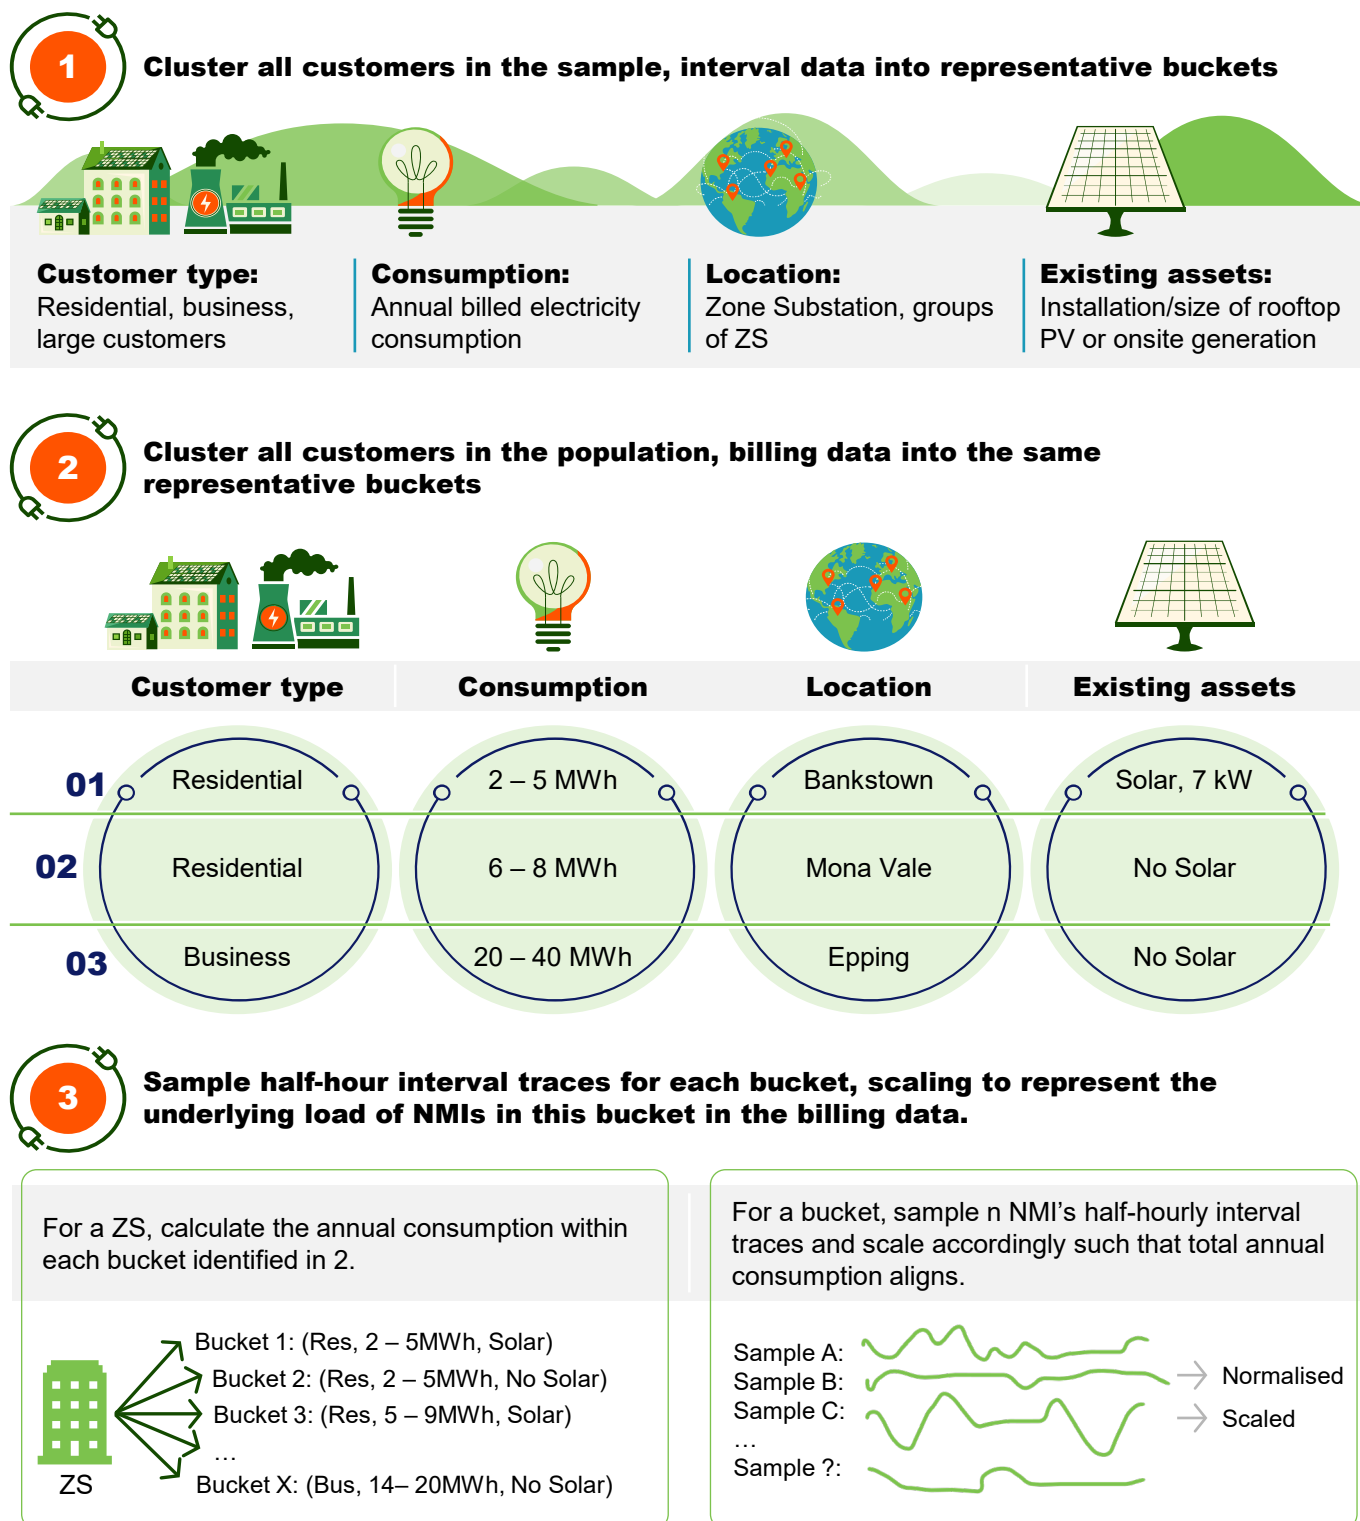 1
Cluster all customers in the sample, interval data into representative buckets
Customer type:
Residential, business,
large customers
Consumption:
Annual billed electricity
consumption
Location:
Zone Substation, groups
of ZS
Existing assets:
Installation/size of rooftop
PV or onsite generation
2
Cluster all customers in the population, billing data into the same
representative buckets
Customer type Consumption Location Existing assets
01 Residential 2 – 5 MWh Bankstown Solar, 7 kW
02 Residential 6 – 8 MWh Mona Vale No Solar
03 Business 20 – 40 MWh Epping No Solar
3
Sample half-hour interval traces for each bucket, scaling to represent the
underlying load of NMIs in this bucket in the billing data.
For a ZS, calculate the annual consumption within
each bucket identified in 2.
Bucket 1: (Res, 2 – 5MWh, Solar)
Bucket 2: (Res, 2 – 5MWh, No Solar)
Bucket 3: (Res, 5 – 9MWh, Solar)
…
Bucket X: (Bus, 14– 20MWh, No Solar)
ZS
For a bucket, sample n NMI’s half-hourly interval
traces and scale accordingly such that total annual
consumption aligns.
Sample A:
Sample B:
Sample C:
…
Sample ?:
Normalised
Scaled